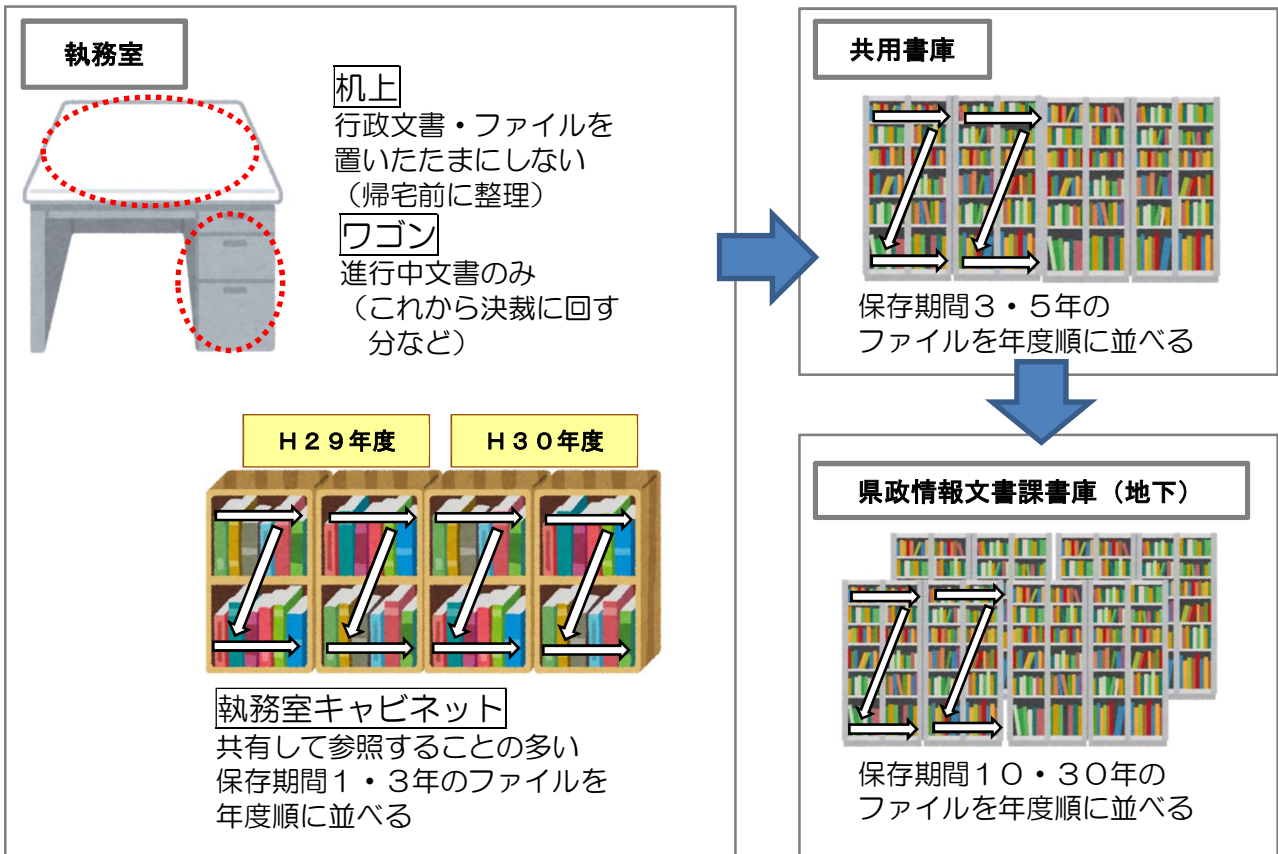 執務室
机上
行政文書・ファイルを
置いたたまにしない
（帰宅前に整理）
ワゴン
進行中文書のみ
（これから決裁に回す
分など）
H29年度
H30年度
執務室キャビネット
共有して参照することの多い
保存期間1・3年のファイルを
年度順に並べる
共用書庫
保存期間3・5年の
ファイルを年度順に並べる
県政情報文書課書庫（地下）
保存期間10・30年の
ファイルを年度順に並べる